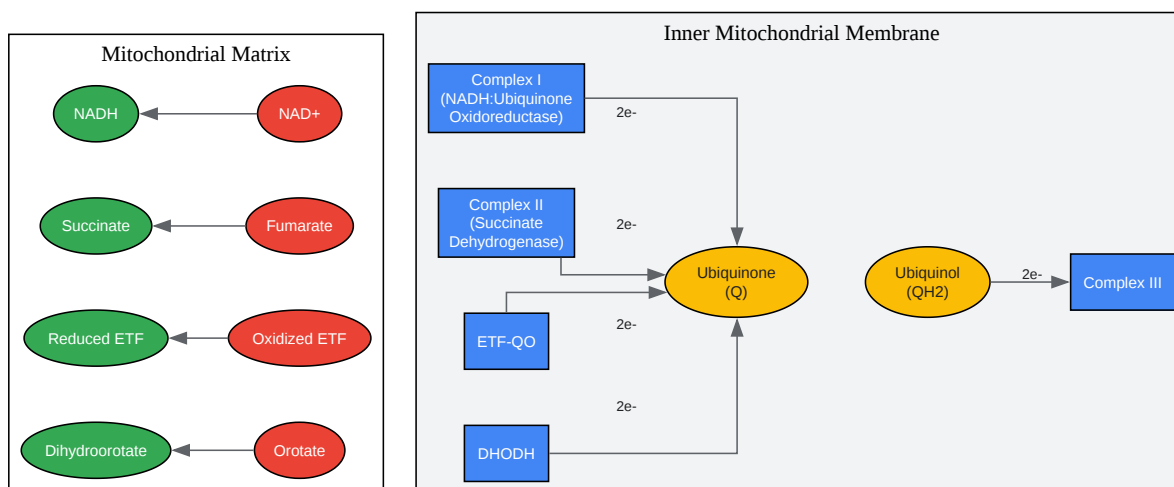 Mitochondrial Matrix
NADH
NAD+
Succinate
Fumarate
Reduced ETF
Oxidized ETF
Dihydroorotate
Orotate
Inner Mitochondrial Membrane
Complex I
(NADH:Ubiquinone
Oxidoreductase)
2e-
Complex II
(Succinate
Dehydrogenase)
2e-
Ubiquinone
(Q)
Ubiquinol
(QH2)
2e-
Complex III
ETF-QO
2e-
2e-
DHODH